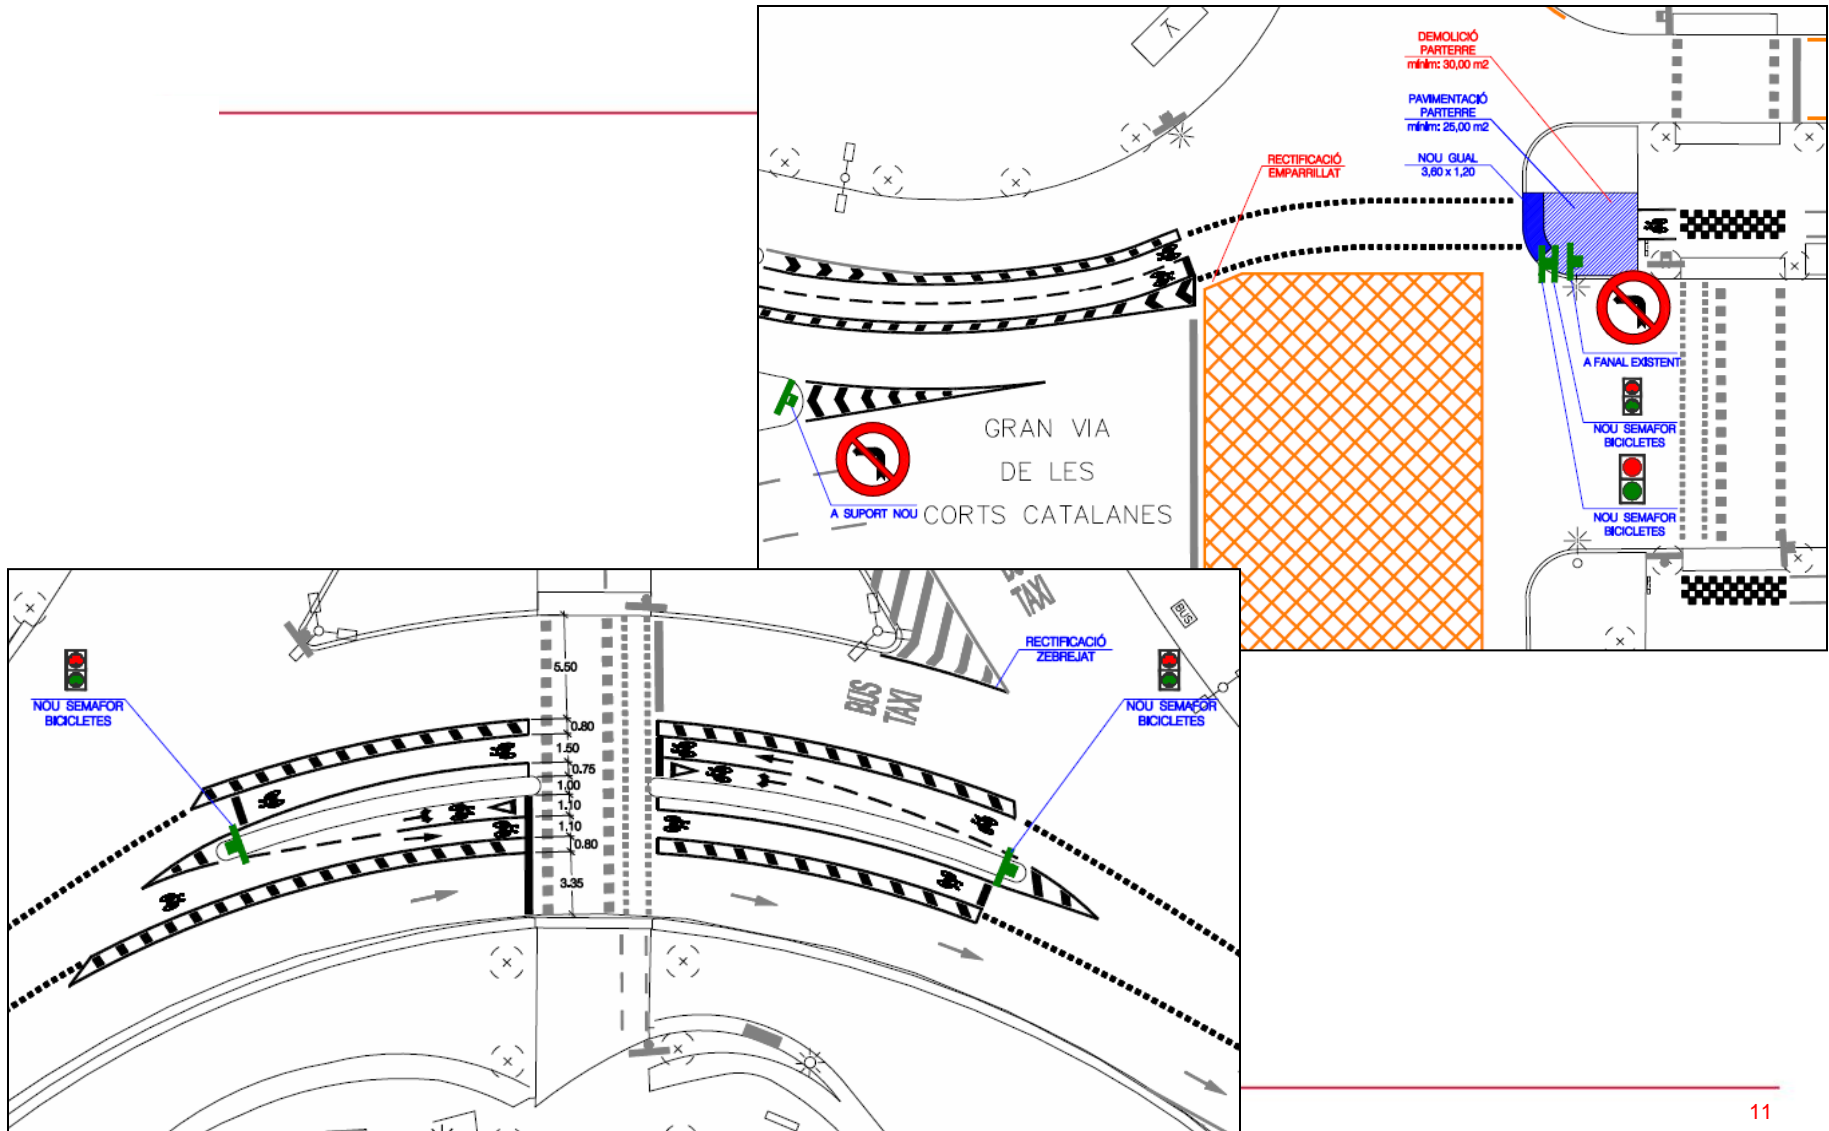 DEMOLICIÓ
PARTERRE
mínim: 30,00 m2
PAVIMENTACIÓ
PARTERRE
mínim: 25,00 m2
NOU GUAL
3,60 x 1,20
RECTIFICACIÓ
EMPARRILLAT
A FANAL EXISTENT
NOU SEMAFOR
BICICLETES
NOU SEMAFOR
BICICLETES
GRAN VIA
DE LES
CORTS CATALANES
A SUPORT NOU
BUS
TAXI
BUS
RECTIFICACIÓ
ZEBREJAT
BUS
TAXI
NOU SEMAFOR
BICICLETES
NOU SEMAFOR
BICICLETES
5.50
0.80
1.50
0.75
1.00
1.10
1.10
0.80
3.35
11